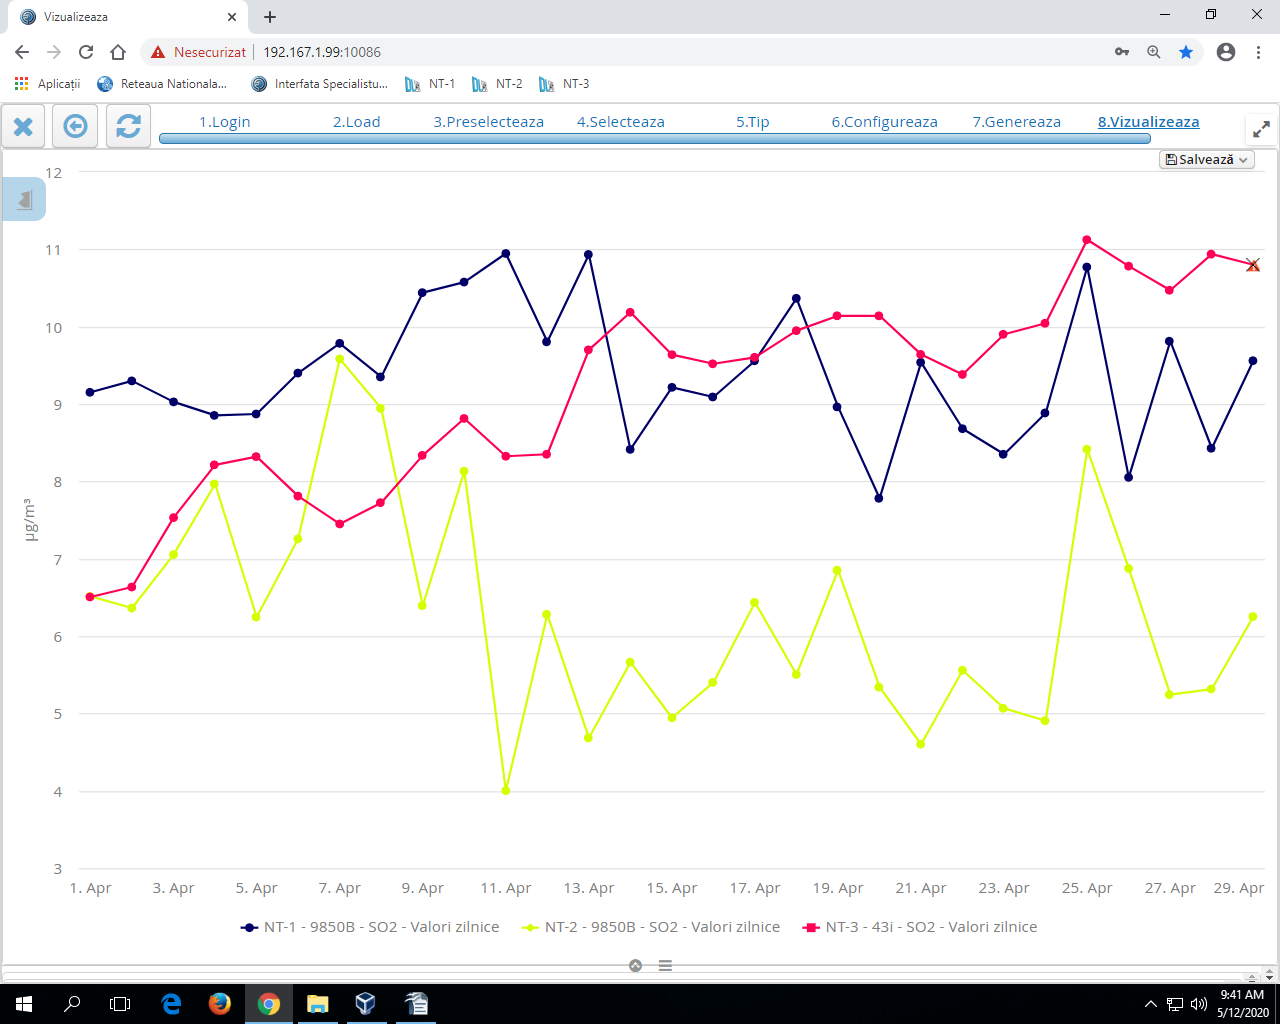 Vizualizeaza
Nesecurizat 192.167.1.99:10086
Aplicații Reteaua Nationala... Interfata Specialistu... NT-1 NT-2 NT-3
1.Login 2.Load 3.Preselecteaza 4.Selecteaza 5.Tip 6.Configureaza 7.Genereaza 8.Vizualizeaza
Salvează
12
11
10
9
8
7
6
5
4
3
µg/m³
1. Apr 3. Apr 5. Apr 7. Apr 9. Apr 11. Apr 13. Apr 15. Apr 17. Apr 19. Apr 21. Apr 23. Apr 25. Apr 27. Apr 29. Apr
NT-1 - 9850B - SO2 - Valori zilnice NT-2 - 9850B - SO2 - Valori zilnice NT-3 - 43i - SO2 - Valori zilnice
9:41 AM
5/12/2020